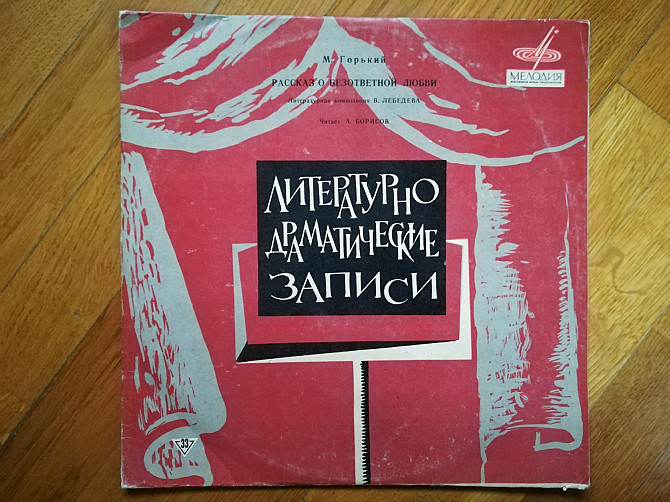 М. Горький
РАССКАЗ О БЕЗОТВЕТНОЙ ЛЮБВИ
Литературная композиция В. ЛЕБЕДЕВА
Читает А. БОРИСОВ
МЕЛОДИЯ
ЛИТЕРАТУРНО
ДРАМАТИЧЕСКИЕ
ЗАПИСИ
33